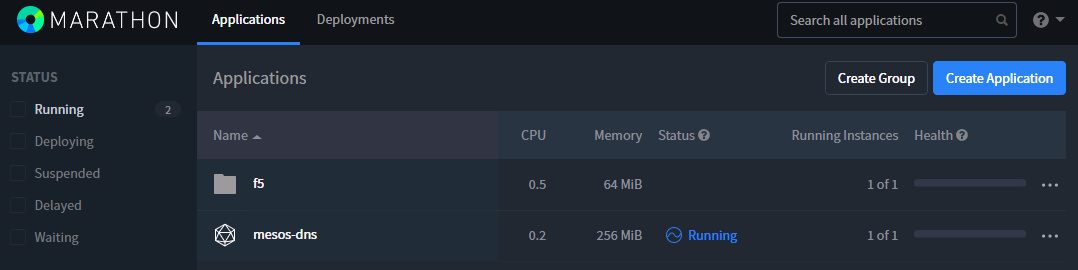 MARATHON Applications Deployments Search all applications
STATUS
Running 2
Deploying
Suspended
Delayed
Waiting
Applications Create Group Create Application
Name CPU Memory Status Running Instances Health
f5 0.5 64 MiB 1 of 1
mesos-dns 0.2 256 MiB Running 1 of 1